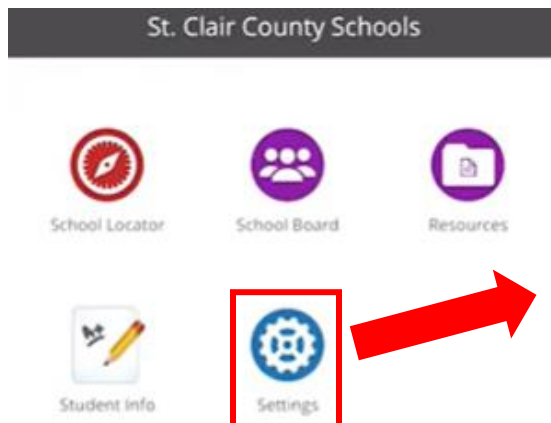 St. Clair County Schools
School Locator
School Board
Resources
A+
Student Info
Settings